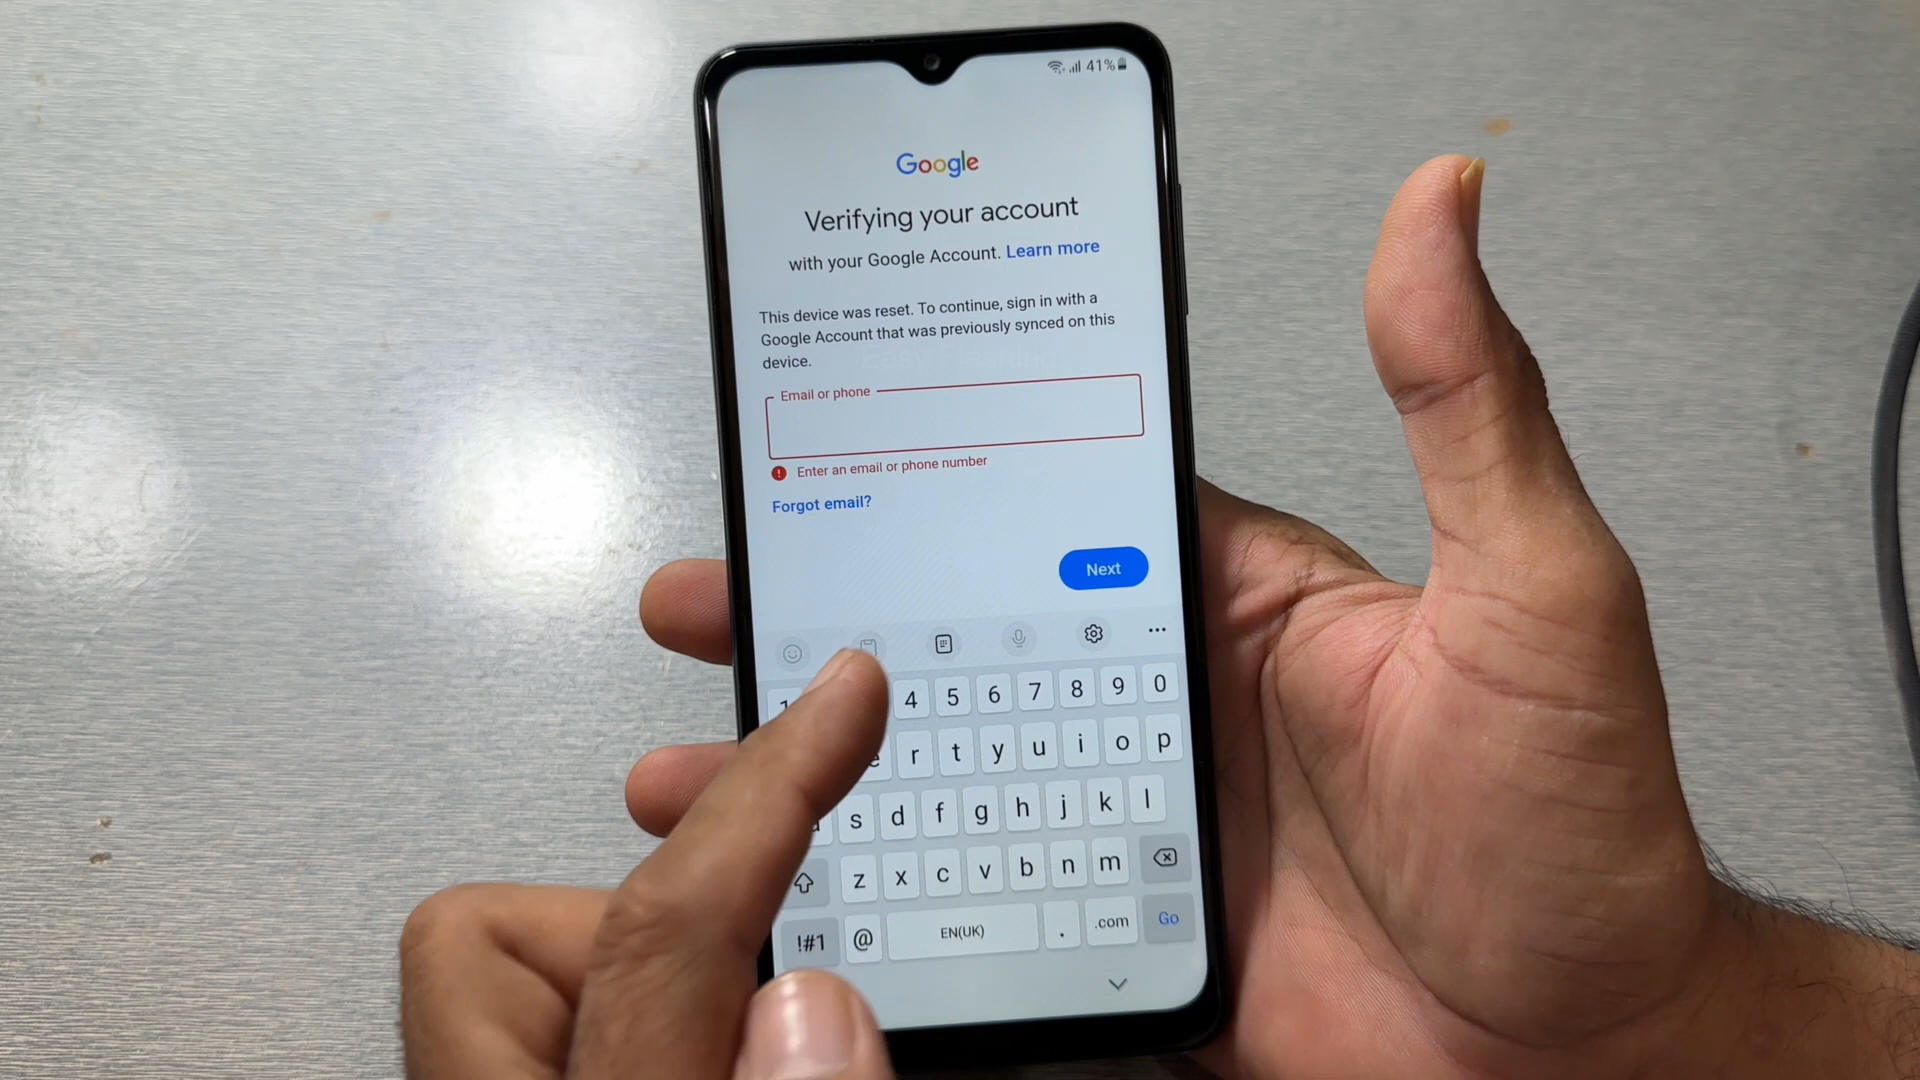 41%
Google
Verifying your account
with your Google Account. Learn more
This device was reset. To continue, sign in with a
Google Account that was previously synced on this
device.
Email or phone
Enter an email or phone number
Forgot email?
Next
4 5 6 7 8 9 0
r t y u i o p
s d f g h j k l
z x c v b n m
!#1 @ EN(UK) . .com Go